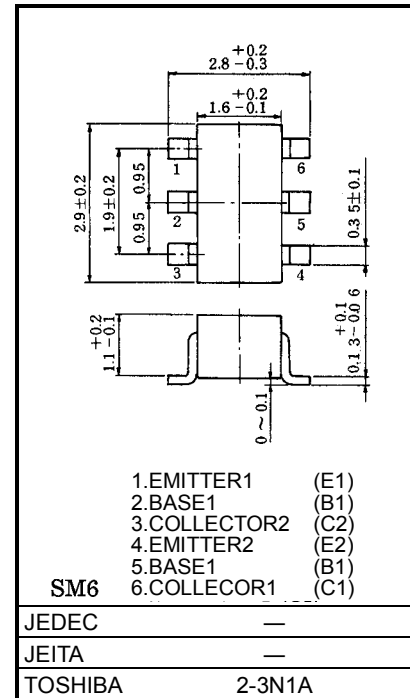 +0.2
2.8 -0.3
+0.2
1.6 -0.1
2.9±0.2
1.9±0.2
0.95
0.95
1
6
2
5
3
4
0.3 5±0.1
+0.2
1.1 -0.1
+0.1
0.1 3-0.0 6
0 ~ 0.1
1.EMITTER1 (E1)
2.BASE1 (B1)
3.COLLECTOR2 (C2)
4.EMITTER2 (E2)
5.BASE1 (B1)
SM6 6.COLLECOR1 (C1)
JEDEC —
JEITA —
TOSHIBA 2-3N1A